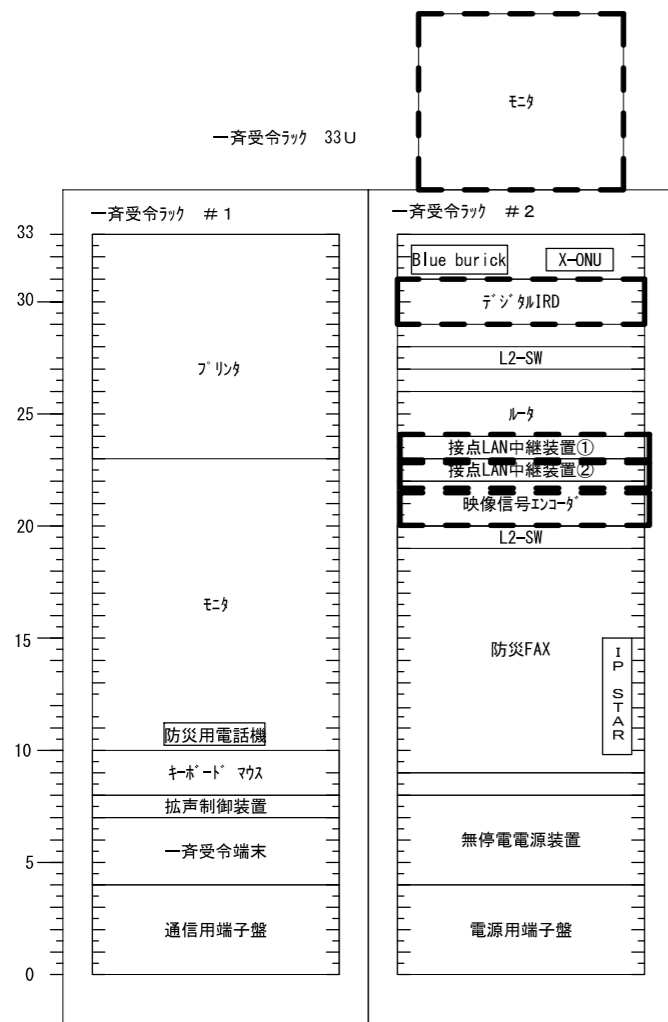 モニタ
一斉受令ラック 33U
一斉受令ラック #1
一斉受令ラック #2
33
30
25
20
15
10
5
0
プリンタ
モニタ
防災用電話機
キーボード マウス
拡声制御装置
一斉受令端末
通信用端子盤
Blue burick
X-ONU
デジタルIRD
L2-SW
ルータ
接点LAN中継装置①
接点LAN中継装置②
映像信号エンコーダ
L2-SW
防災FAX
IP STAR
無停電電源装置
電源用端子盤